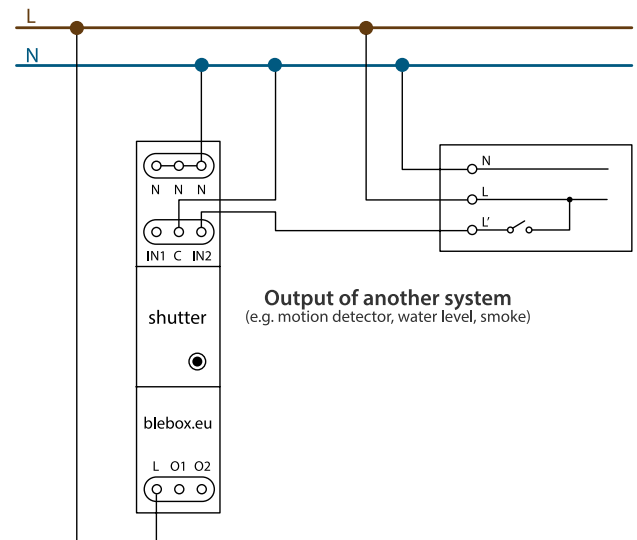 L
N
N N N
IN1 C IN2
shutter
blebox.eu
L O1 O2
N
L
L’
Output of another system
(e.g. motion detector, water level, smoke)